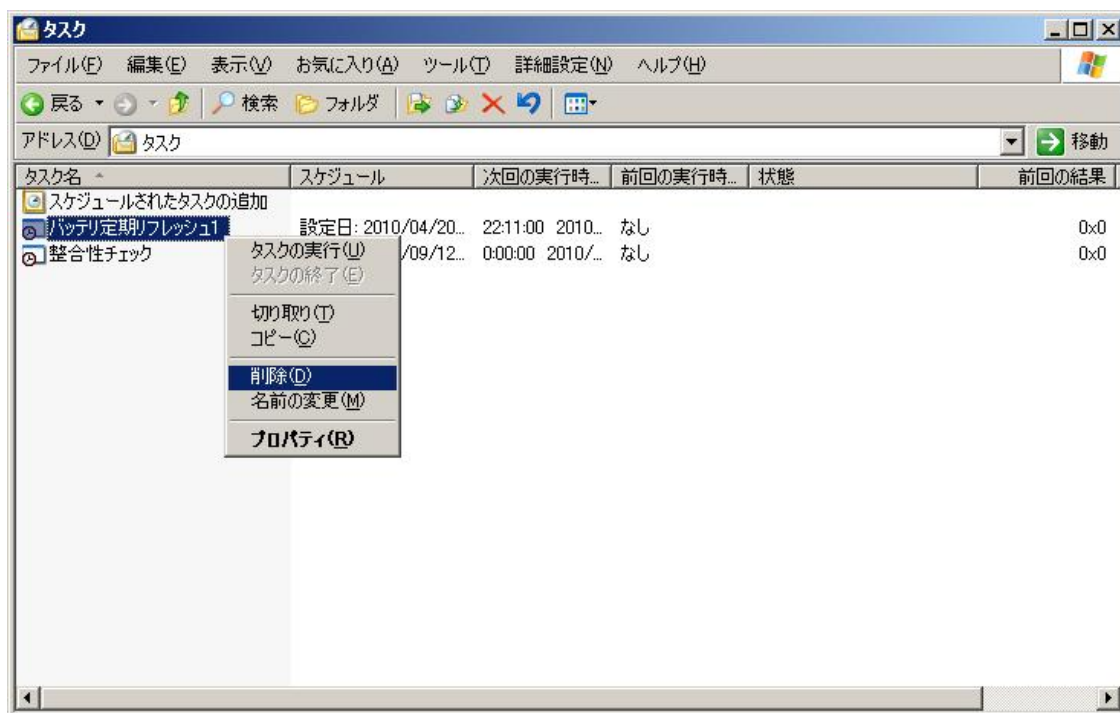 タスク
ファイル(F) 編集(E) 表示(V) お気に入り(A) ツール(T) 詳細設定(N) ヘルプ(H)
戻る 検索 フォルダ
アドレス(D) タスク 移動
タスク名 スケジュール 次回の実行時... 前回の実行時... 状態 前回の結果
スケジュールされたタスクの追加
バッテリ定期リフレッシュ1 設定日: 2010/04/20... 22:11:00 2010... なし 0x0
整合性チェック /09/12... 0:00:00 2010/... なし 0x0
タスクの実行(U)
タスクの終了(E)
切り取り(T)
コピー(C)
削除(D)
名前の変更(M)
プロパティ(R)